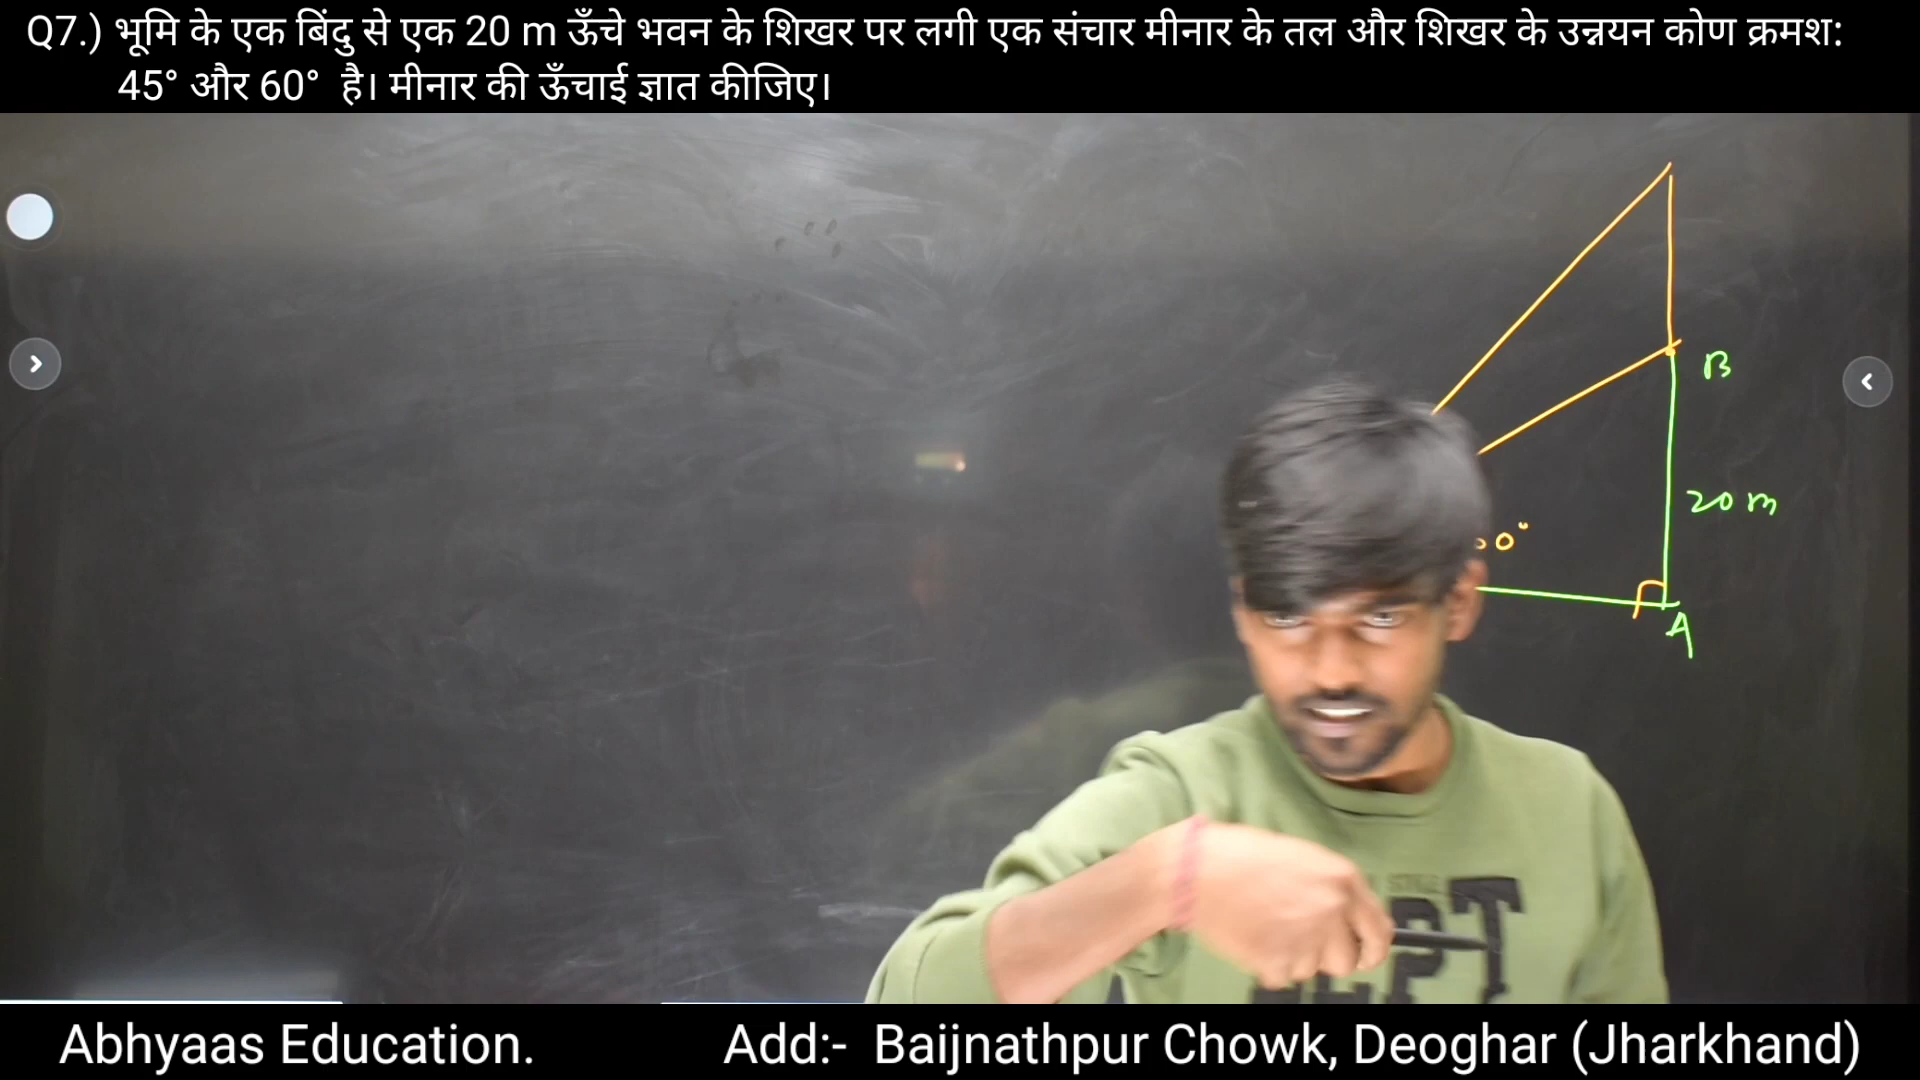 Q7.) भूमि के एक बिंदु से एक 20 m ऊँचे भवन के शिखर पर लगी एक संचार मीनार के तल और शिखर के उन्नयन कोण क्रमश:
45° और 60° है। मीनार की ऊँचाई ज्ञात कीजिए।
B
20 m
0°
A
Abhyaas Education.
Add:- Baijnathpur Chowk, Deoghar (Jharkhand)